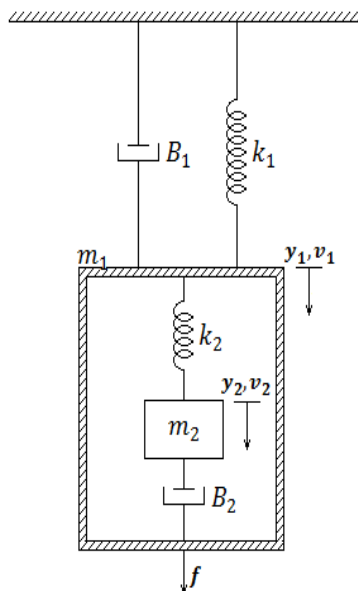 B₁
k₁
m₁
y₁,v₁
k₂
y₂,v₂
m₂
B₂
f